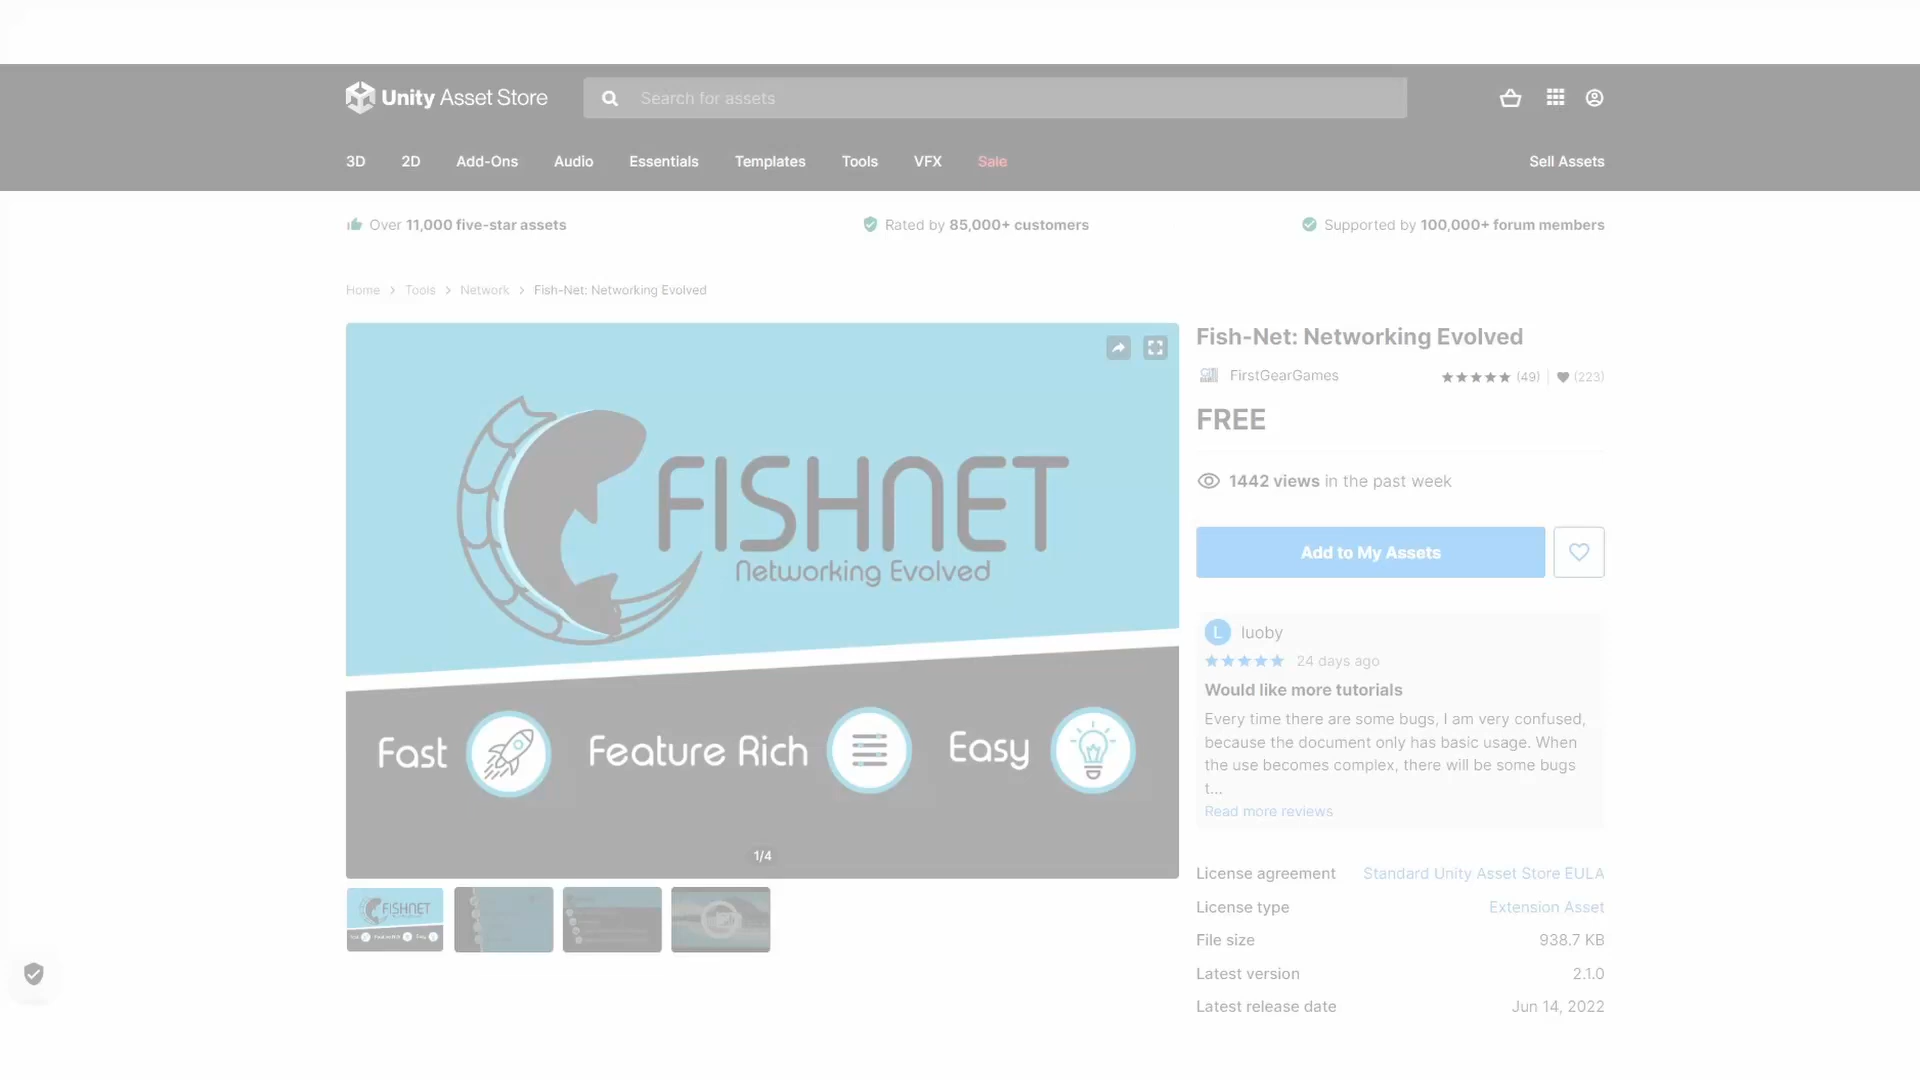 Unity Asset Store
Search for assets
3D 2D Add-Ons Audio Essentials Templates Tools VFX Sale Sell Assets
Over 11,000 five-star assets
Rated by 85,000+ customers
Supported by 100,000+ forum members
Home > Tools > Network > Fish-Net: Networking Evolved
FISHNET
Networking Evolved
Fast Feature Rich Easy
1/4
FISHNET
Fish-Net: Networking Evolved
FirstGearGames
(49) | (223)
FREE
1442 views in the past week
Add to My Assets
L luoby
24 days ago
Would like more tutorials
Every time there are some bugs, I am very confused,
because the document only has basic usage. When
the use becomes complex, there will be some bugs
t...
Read more reviews
License agreement Standard Unity Asset Store EULA
License type Extension Asset
File size 938.7 KB
Latest version 2.1.0
Latest release date Jun 14, 2022